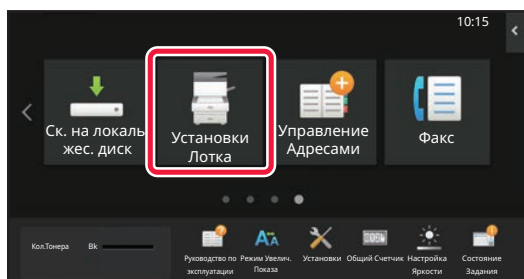 10:15
Ск. на локаль
жес. диск
Установки
Лотка
Управление
Адресами
Факс
Кол.Тонера Bk
Руководство по
эксплуатации
Режим Увелич.
Показа
Установки
Общий Счетчик
Настройка
Яркости
Состояние
Задания